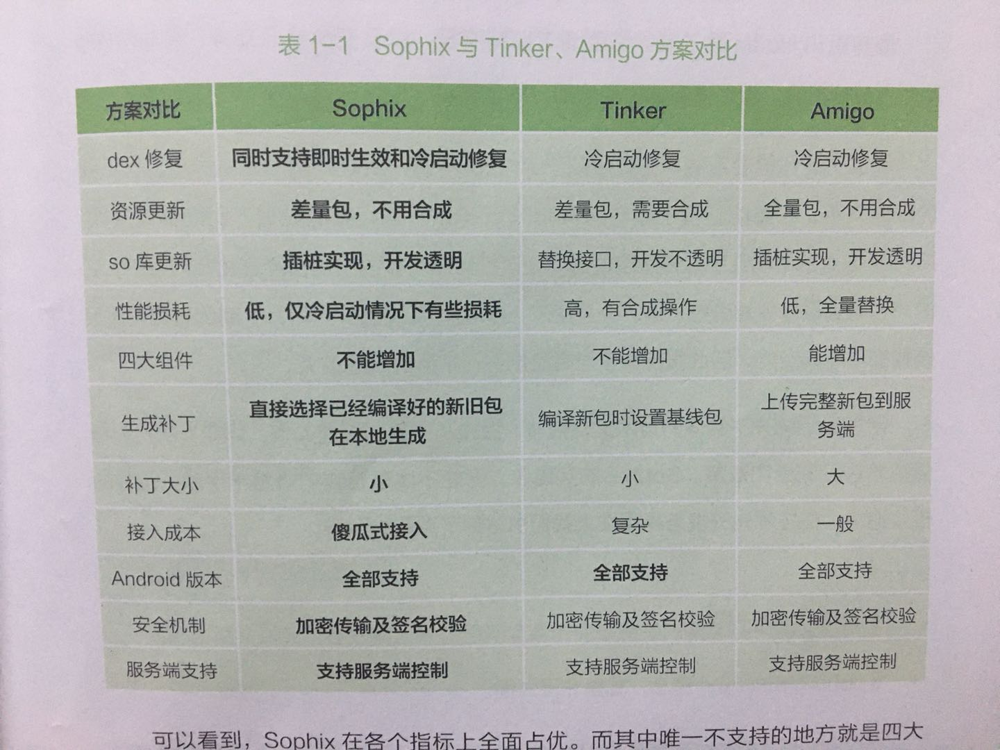 表 1-1 Sophix 与 Tinker、Amigo 方案对比
方案对比 Sophix Tinker Amigo
dex 修复 同时支持即时生效和冷启动修复 冷启动修复 冷启动修复
资源更新 差量包，不用合成 差量包，需要合成 全量包，不用合成
so 库更新 插桩实现，开发透明 替换接口，开发不透明 插桩实现，开发透明
性能损耗 低，仅冷启动情况下有些损耗 高，有合成操作 低，全量替换
四大组件 不能增加 不能增加 能增加
生成补丁 直接选择已经编译好的新旧包 编译新包时设置基线包 上传完整新包到服
在本地生成 务端
补丁大小 小 小 大
接入成本 傻瓜式接入 复杂 一般
Android 版本 全部支持 全部支持 全部支持
安全机制 加密传输及签名校验 加密传输及签名校验 加密传输及签名校验
服务端支持 支持服务端控制 支持服务端控制 支持服务端控制
可以看到，Sophix 在各个指标上全面占优。而其中唯一不支持的地方就是四大